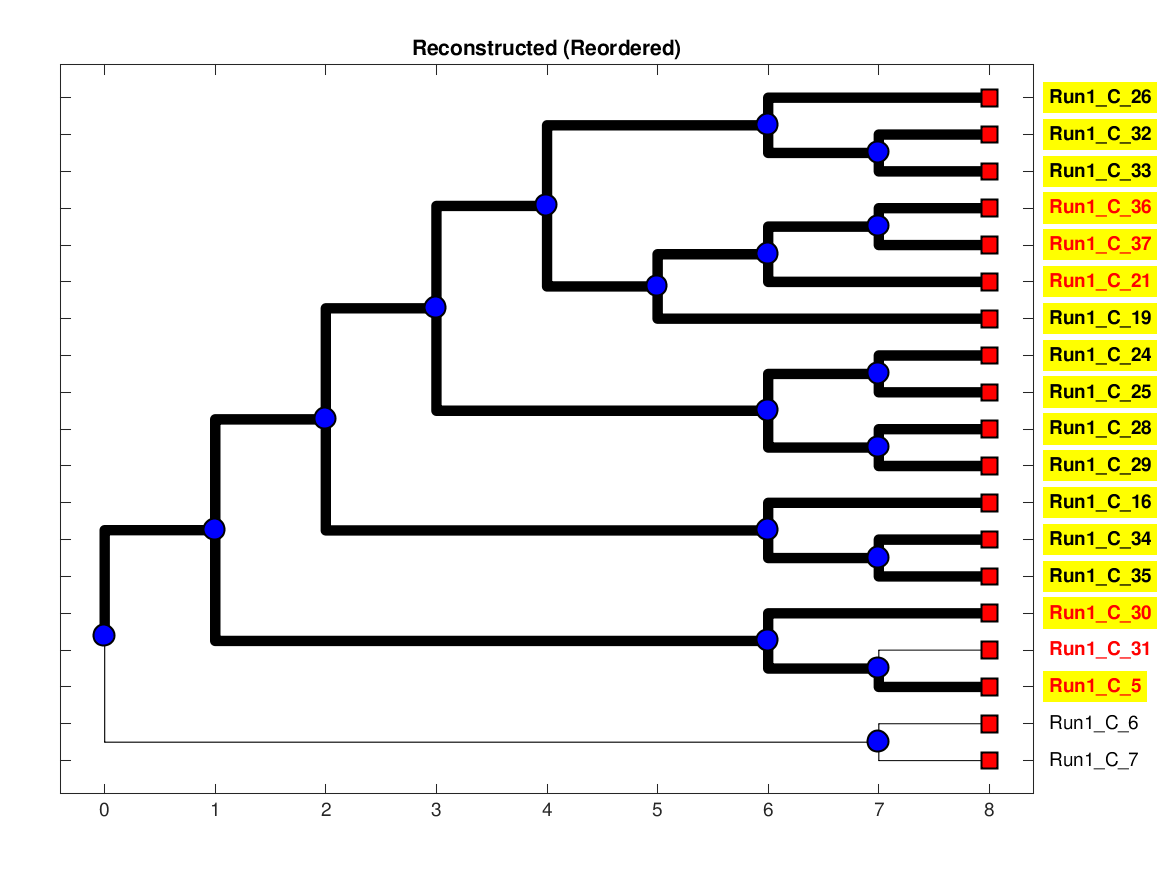 Reconstructed (Reordered)
Run1_C_26
Run1_C_32
Run1_C_33
Run1_C_36
Run1_C_37
Run1_C_21
Run1_C_19
Run1_C_24
Run1_C_25
Run1_C_28
Run1_C_29
Run1_C_16
Run1_C_34
Run1_C_35
Run1_C_30
Run1_C_31
Run1_C_5
Run1_C_6
Run1_C_7
0 1 2 3 4 5 6 7 8